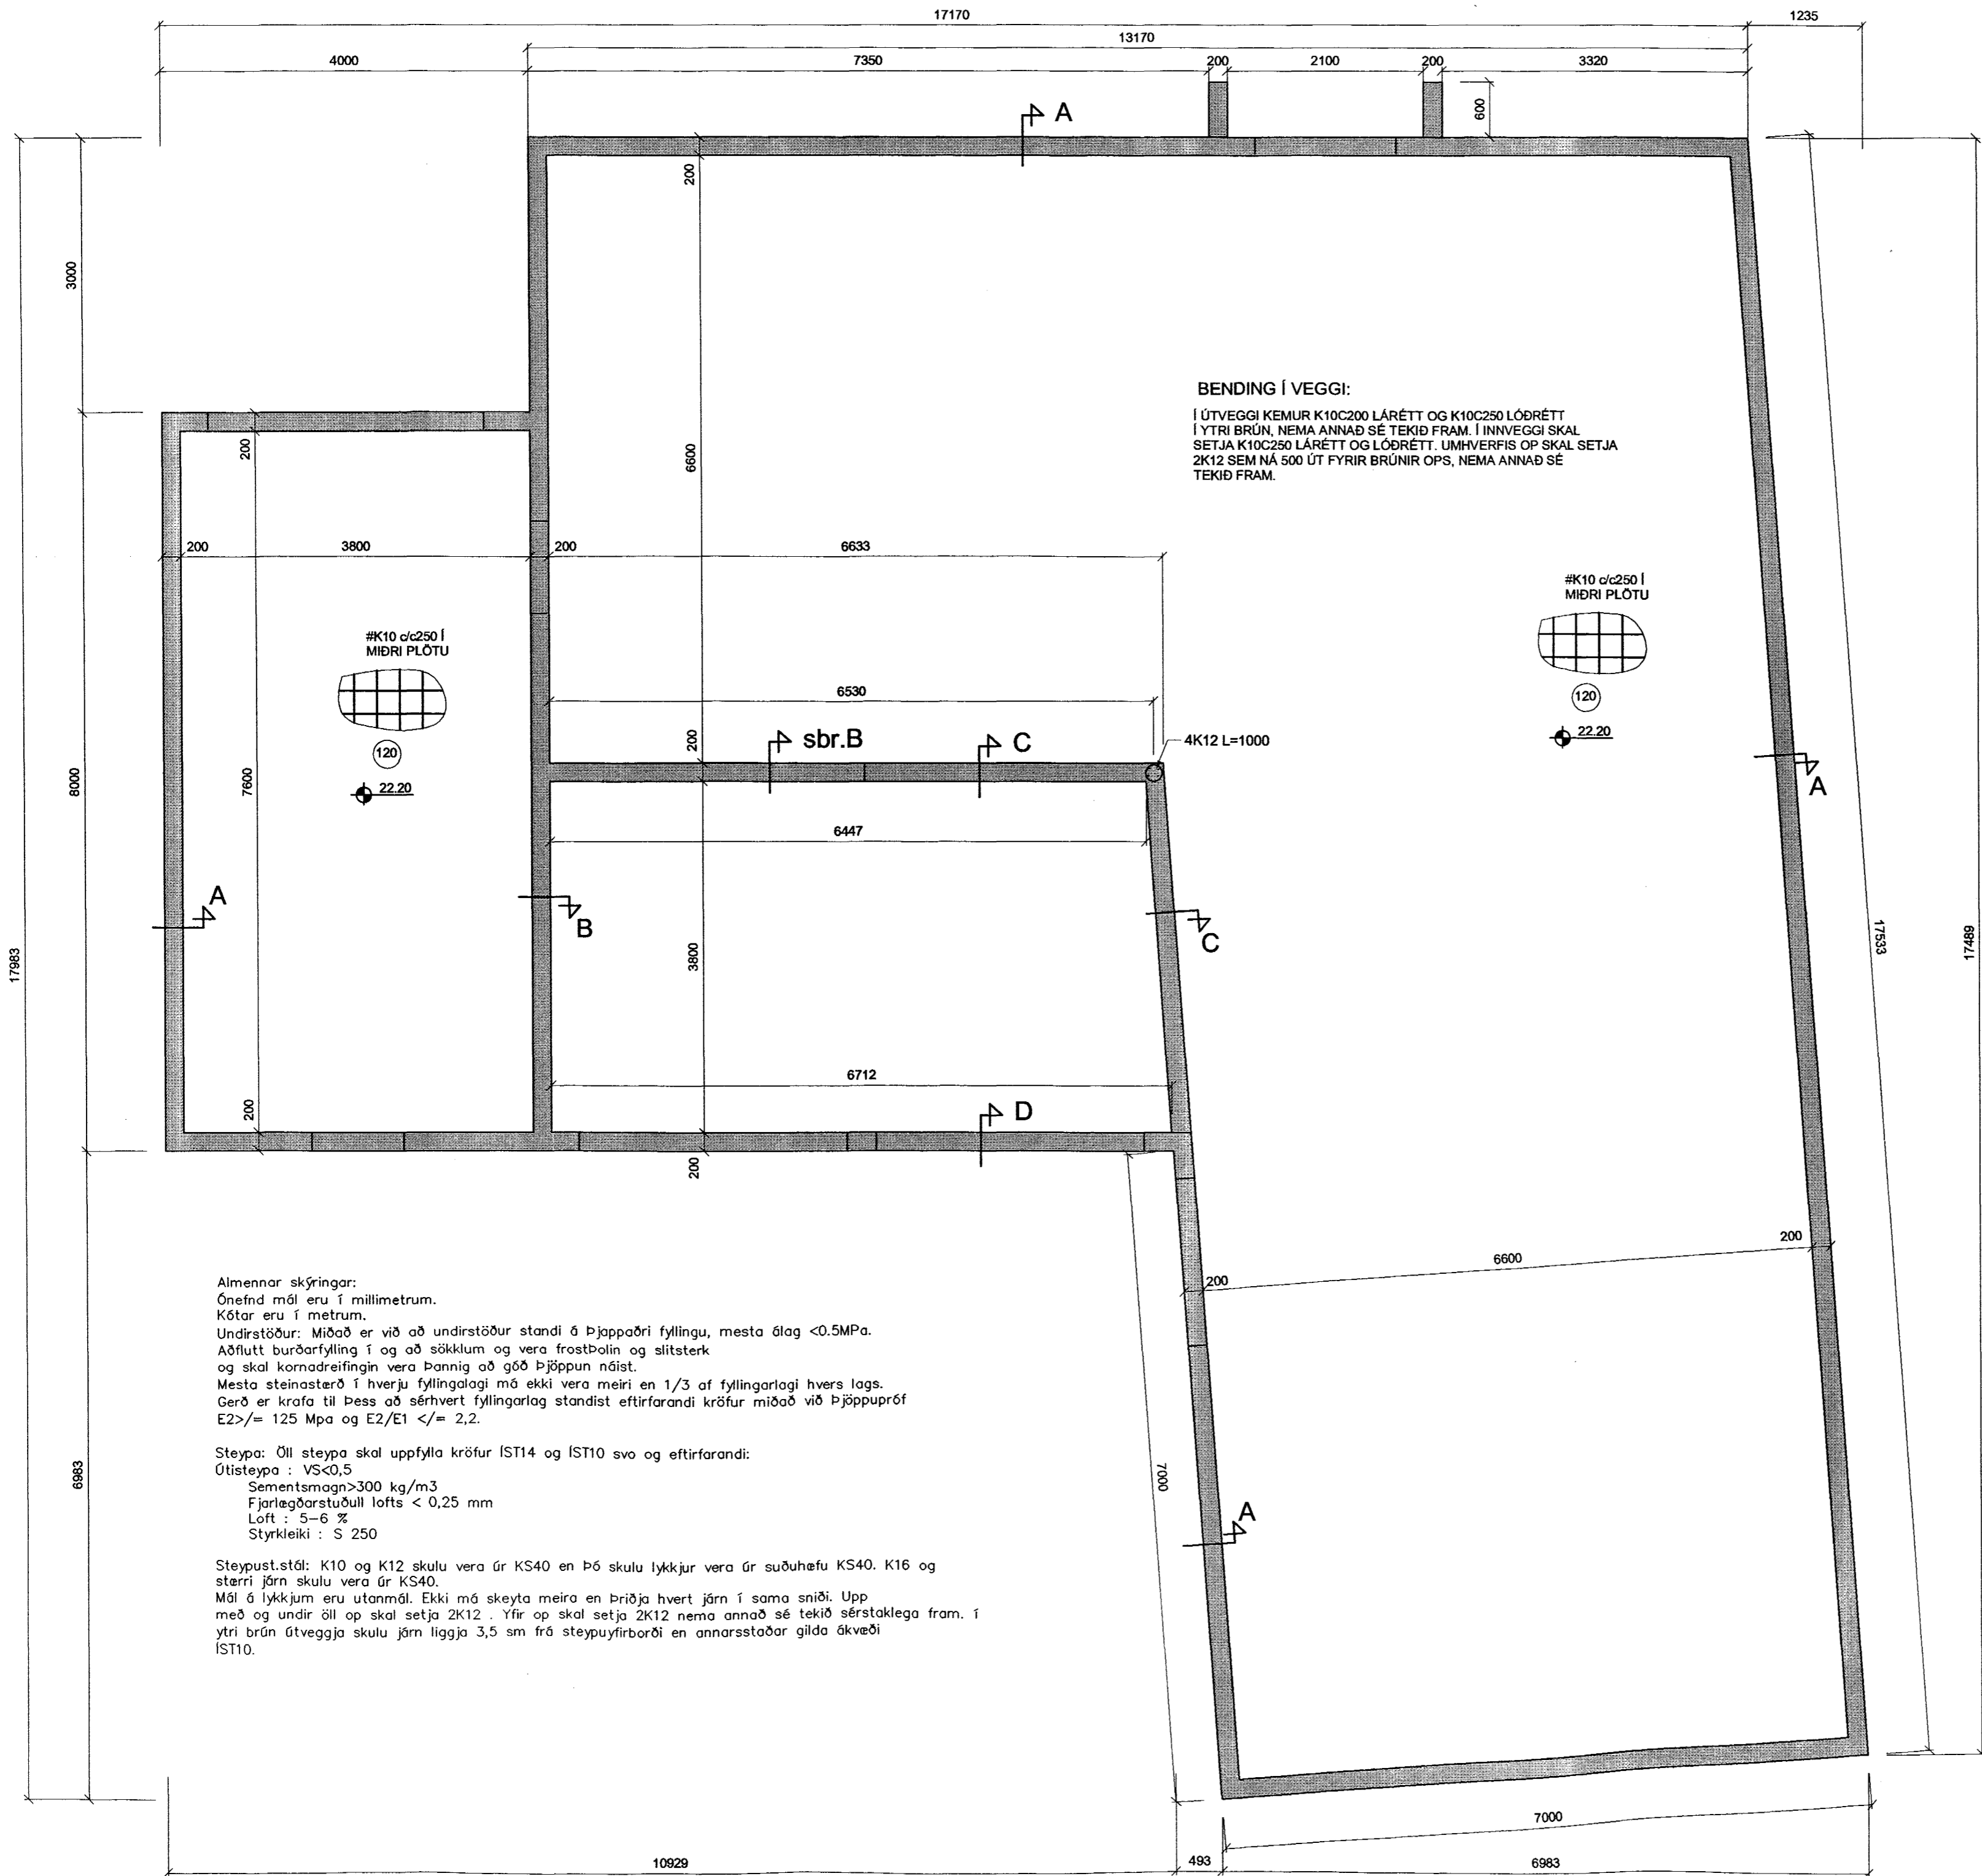 17170
1235
13170
4000
7350
200
2100
200
3320
600
A
200
3000
BENDING Í VEGGI:
Í ÚTVEGGI KEMUR K10C200 LÁRÉTT OG K10C250 LÓÐRÉTT
Í YTRI BRÚN, NEMA ANNAÐ SÉ TEKIÐ FRAM. Í INNVEGGI SKAL
SETJA K10C250 LÁRÉTT OG LÓÐRÉTT. UMHVERFIS OP SKAL SETJA
2K12 SEM NÁ 500 ÚT FYRIR BRÚNIR OPS, NEMA ANNAÐ SÉ
TEKIÐ FRAM.
200
6600
200
3800
200
6633
#K10 c/c250 Í
MIÐRI PLÖTU
120
22.20
#K10 c/c250 Í
MIÐRI PLÖTU
120
22.20
6530
200
sbr.B
C
4K12 L=1000
A
8000
7600
6447
A
B
C
3800
17983
17533
17489
6712
D
200
200
200
6600
200
Almennar skýringar:
Ónefnd mál eru í millimetrum.
Kótar eru í metrum.
Undirstöður: Miðað er við að undirstöður standi á Þjappaðri fyllingu, mesta álag <0.5MPa.
Aðflutt burðarfylling í og að sökklum og vera frostÞolin og slitsterk
og skal kornadreifingin vera Þannig að góð Þjöppun náist.
Mesta steinastærð í hverju fyllingalagi má ekki vera meiri en 1/3 af fyllingarlagi hvers lags.
Gerð er krafa til Þess að sérhvert fyllingarlag standist eftirfarandi kröfur miðað við Þjöppupróf
E2>/= 125 Mpa og E2/E1 </= 2,2.
Steypa: Öll steypa skal uppfylla kröfur ÍST14 og ÍST10 svo og eftirfarandi:
Útisteypa : VS<0,5
Sementsmagn>300 kg/m3
Fjarlægðarstuðull lofts < 0,25 mm
Loft : 5-6 %
Styrkleiki : S 250
Steypust.stál: K10 og K12 skulu vera úr KS40 en Þó skulu lykkjur vera úr suðuhæfu KS40. K16 og
stærri járn skulu vera úr KS40.
Mál á lykkjum eru utanmál. Ekki má skeyta meira en Þriðja hvert járn í sama sniði. Upp
með og undir öll op skal setja 2K12 . Yfir op skal setja 2K12 nema annað sé tekið sérstaklega fram. Í
ytri brún útveggja skulu járn liggja 3,5 sm frá steypuyfirborði en annarsstaðar gilda ákvæði
ÍST10.
6983
7000
A
7000
10929
493
6983